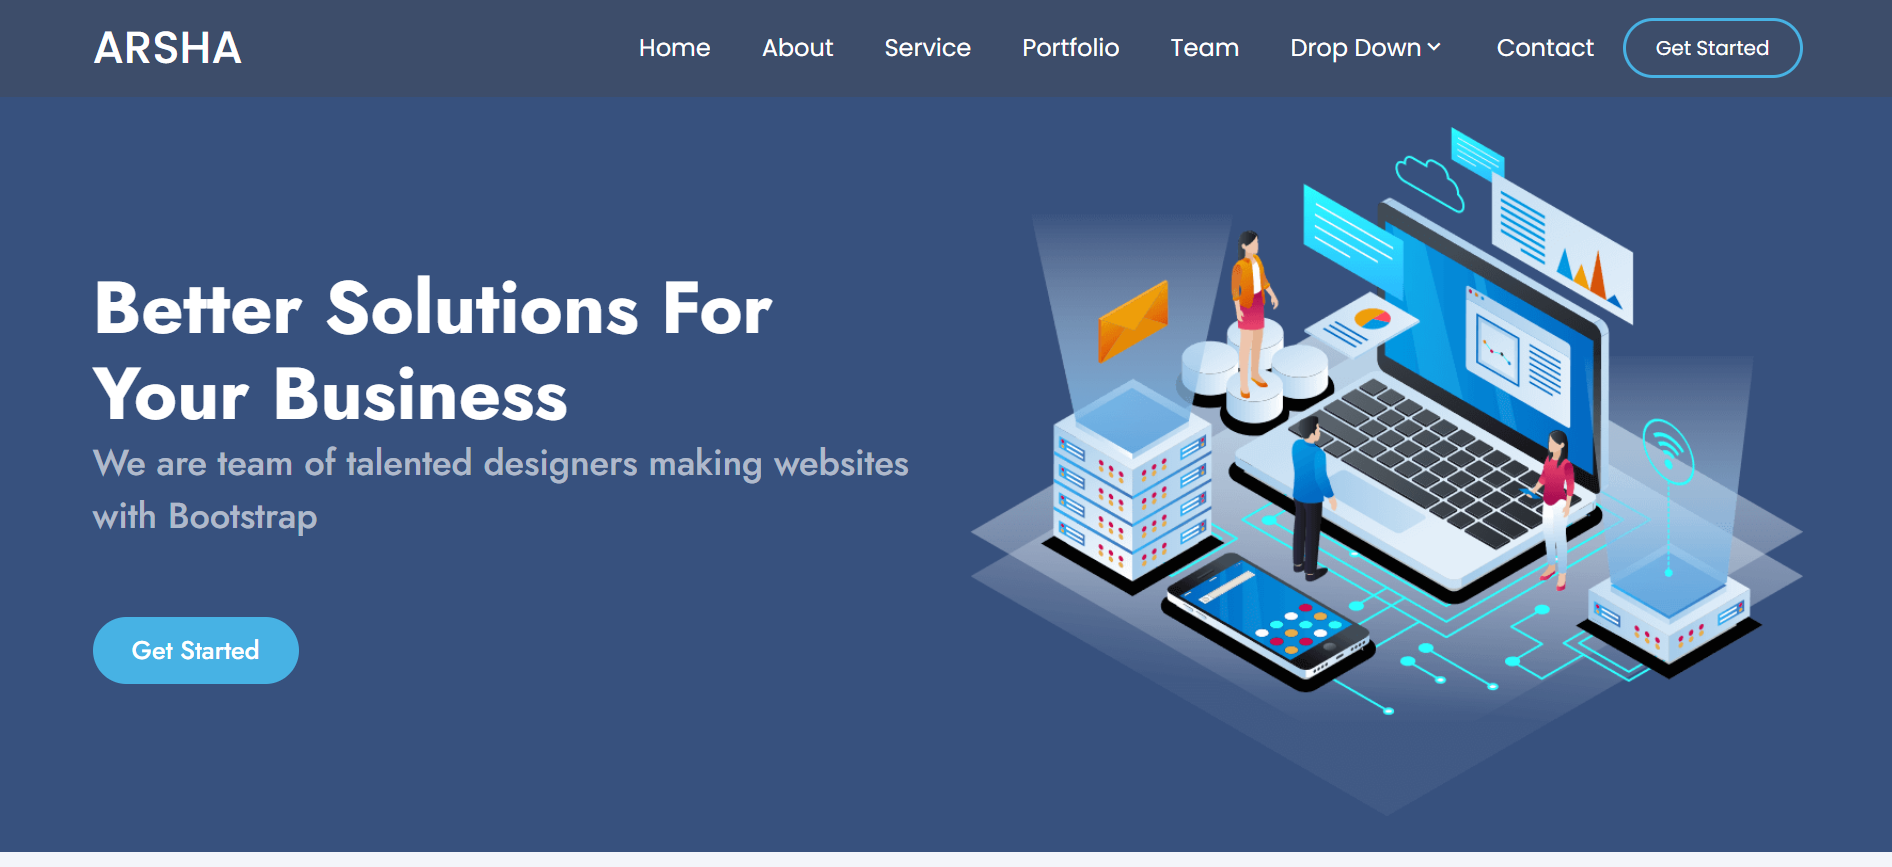 ARSHA
Home About Service Portfolio Team Drop Down Contact Get Started
Better Solutions For
Your Business
We are team of talented designers making websites
with Bootstrap
Get Started